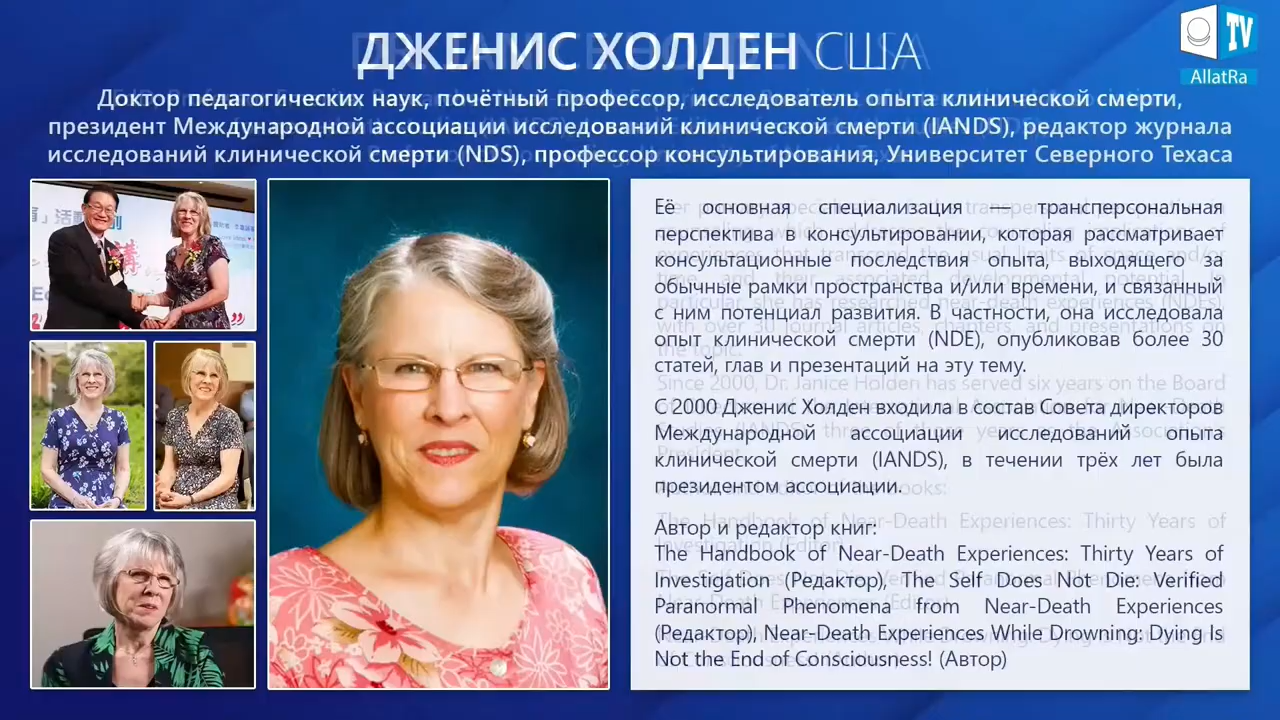 ДЖЕНИС ХОЛДЕН США
TV
AllatRa
Доктор педагогических наук, почётный профессор, исследователь опыта клинической смерти,
президент Международной ассоциации исследований клинической смерти (IANDS), редактор журнала
исследований клинической смерти (NDS), профессор консультирования, Университет Северного Техаса
Её основная специализация — трансперсональная
перспектива в консультировании, которая рассматривает
консультационные последствия опыта, выходящего за
обычные рамки пространства и/или времени, и связанный
с ним потенциал развития. В частности, она исследовала
опыт клинической смерти (NDE), опубликовав более 30
статей, глав и презентаций на эту тему.
С 2000 Дженис Холден входила в состав Совета директоров
Международной ассоциации исследований опыта
клинической смерти (IANDS), в течении трёх лет была
президентом ассоциации.
Автор и редактор книг:
The Handbook of Near-Death Experiences: Thirty Years of
Investigation (Редактор), The Self Does Not Die: Verified
Paranormal Phenomena from Near-Death Experiences
(Редактор), Near-Death Experiences While Drowning: Dying Is
Not the End of Consciousness! (Автор)